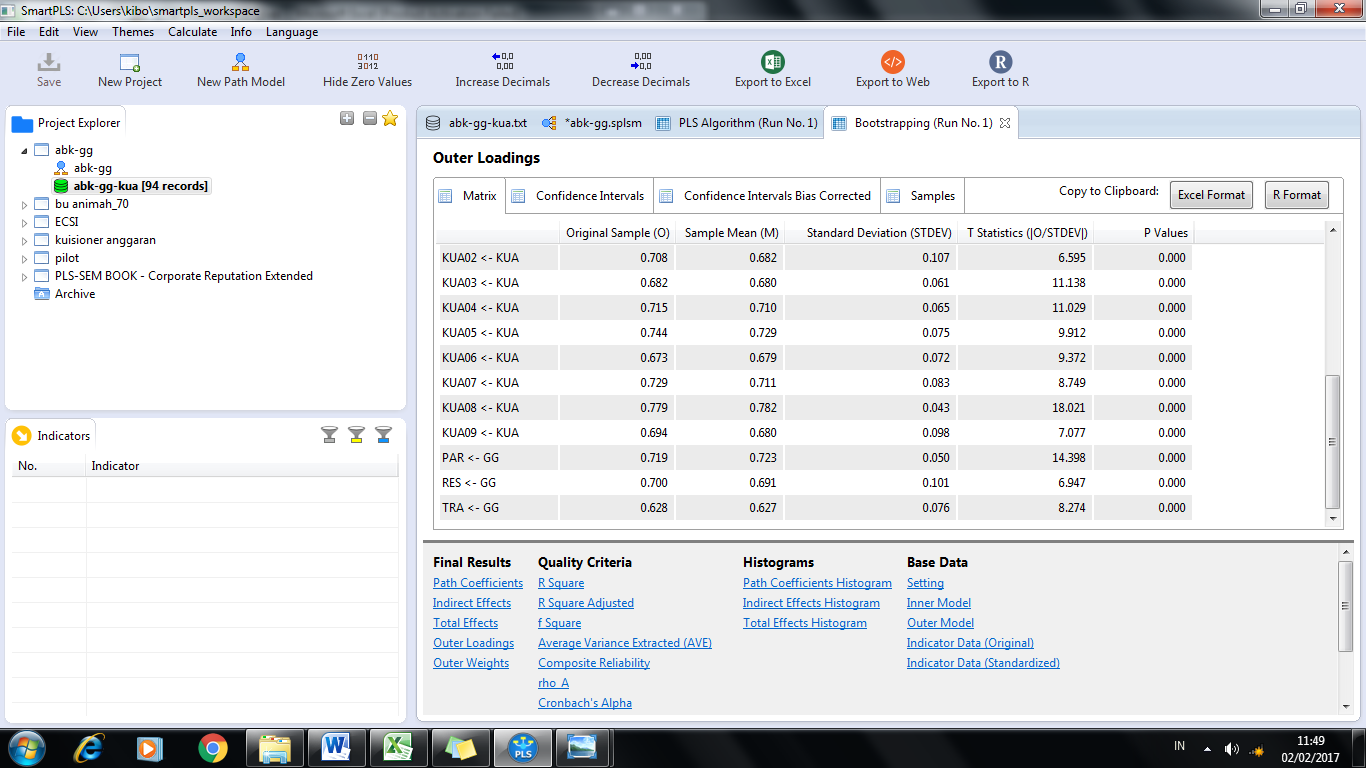 SmartPLS: C:\Users\kibo\smartpls_workspace
File Edit View Themes Calculate Info Language
Save New Project New Path Model Hide Zero Values Increase Decimals Decrease Decimals Export to Excel Export to Web Export to R
Project Explorer
abk-gg
abk-gg
abk-gg-kua [94 records]
bu animah_70
ECSI
kuisioner anggaran
pilot
PLS-SEM BOOK - Corporate Reputation Extended
Archive
Indicators
No. Indicator
abk-gg-kua.txt *abk-gg.splsm PLS Algorithm (Run No. 1) Bootstrapping (Run No. 1)
Outer Loadings
Matrix Confidence Intervals Confidence Intervals Bias Corrected Samples Copy to Clipboard: Excel Format R Format
Original Sample (O) Sample Mean (M) Standard Deviation (STDEV) T Statistics (|O/STDEV|) P Values
KUA02 <- KUA 0.708 0.682 0.107 6.595 0.000
KUA03 <- KUA 0.682 0.680 0.061 11.138 0.000
KUA04 <- KUA 0.715 0.710 0.065 11.029 0.000
KUA05 <- KUA 0.744 0.729 0.075 9.912 0.000
KUA06 <- KUA 0.673 0.679 0.072 9.372 0.000
KUA07 <- KUA 0.729 0.711 0.083 8.749 0.000
KUA08 <- KUA 0.779 0.782 0.043 18.021 0.000
KUA09 <- KUA 0.694 0.680 0.098 7.077 0.000
PAR <- GG 0.719 0.723 0.050 14.398 0.000
RES <- GG 0.700 0.691 0.101 6.947 0.000
TRA <- GG 0.628 0.627 0.076 8.274 0.000
Final Results Quality Criteria Histograms Base Data
Path Coefficients R Square Path Coefficients Histogram Setting
Indirect Effects R Square Adjusted Indirect Effects Histogram Inner Model
Total Effects f Square Total Effects Histogram Outer Model
Outer Loadings Average Variance Extracted (AVE) Indicator Data (Original)
Outer Weights Composite Reliability Indicator Data (Standardized)
rho_A
Cronbach's Alpha
PLS
IN 11:49
02/02/2017